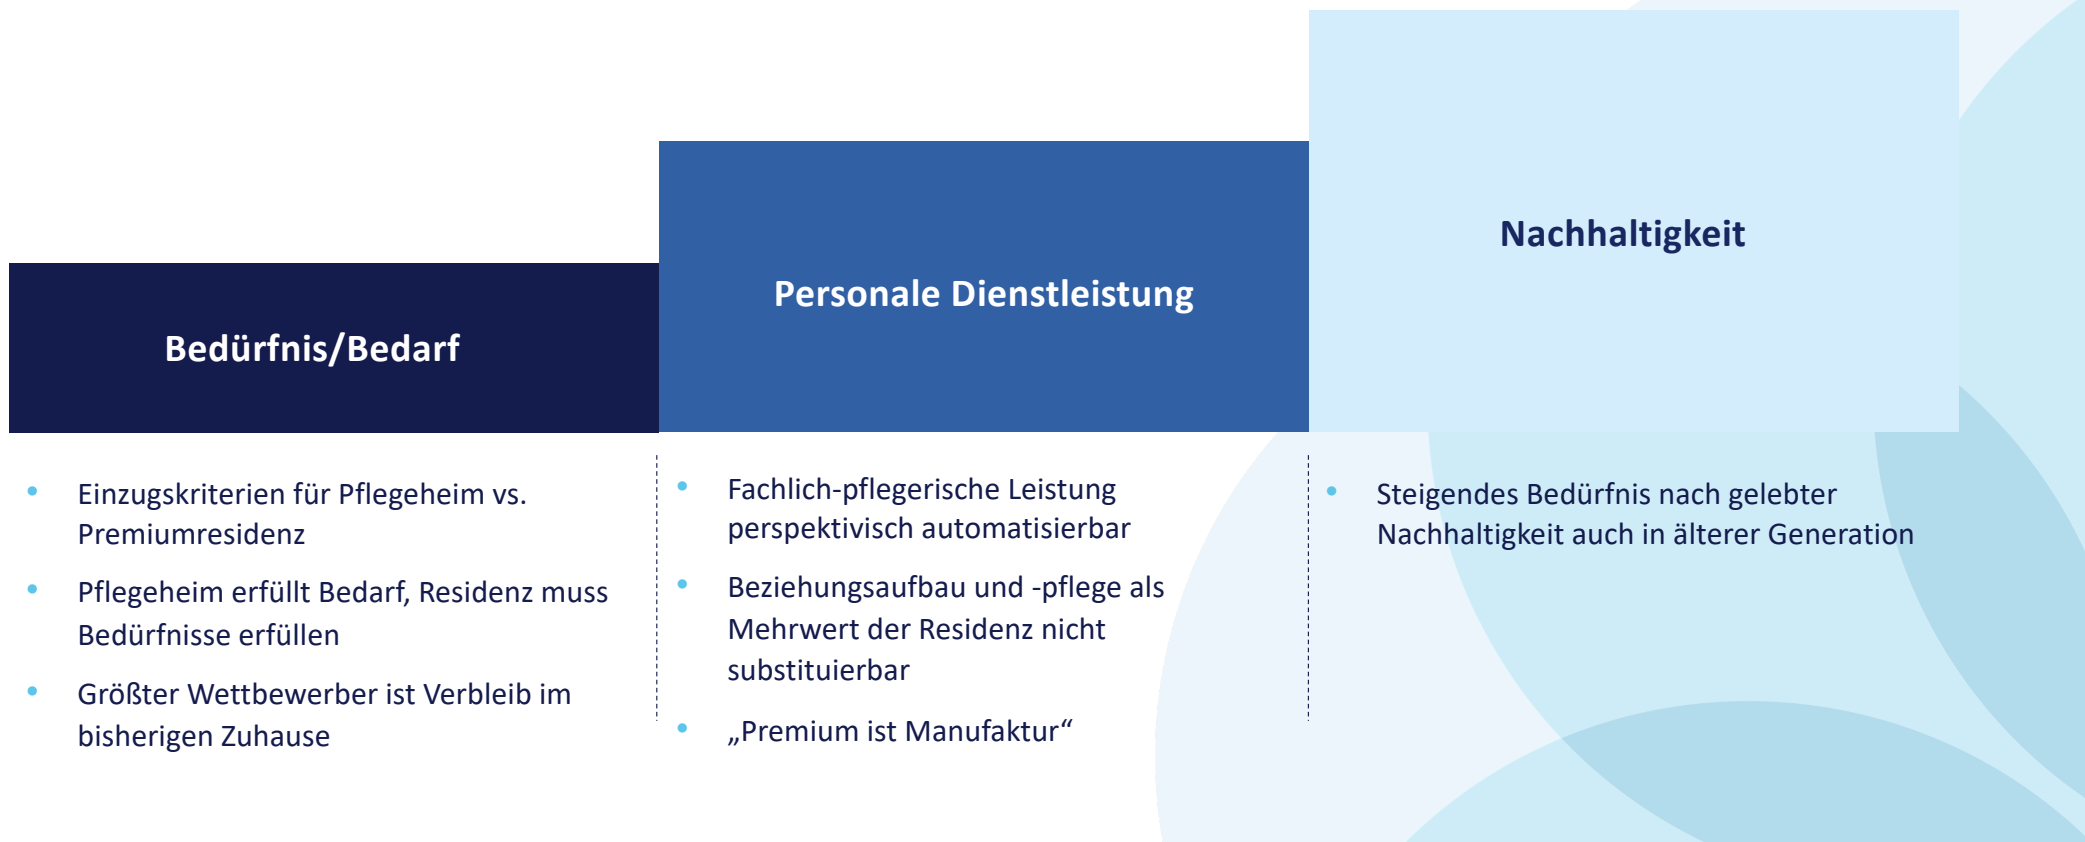 Bedürfnis/Bedarf
• Einzugskriterien für Pflegeheim vs.
Premiumresidenz
• Pflegeheim erfüllt Bedarf, Residenz muss
Bedürfnisse erfüllen
• Größter Wettbewerber ist Verbleib im
bisherigen Zuhause
Personale Dienstleistung
• Fachlich-pflegerische Leistung
perspektivisch automatisierbar
• Beziehungsaufbau und -pflege als
Mehrwert der Residenz nicht
substituierbar
• „Premium ist Manufaktur“
Nachhaltigkeit
• Steigendes Bedürfnis nach gelebter
Nachhaltigkeit auch in älterer Generation